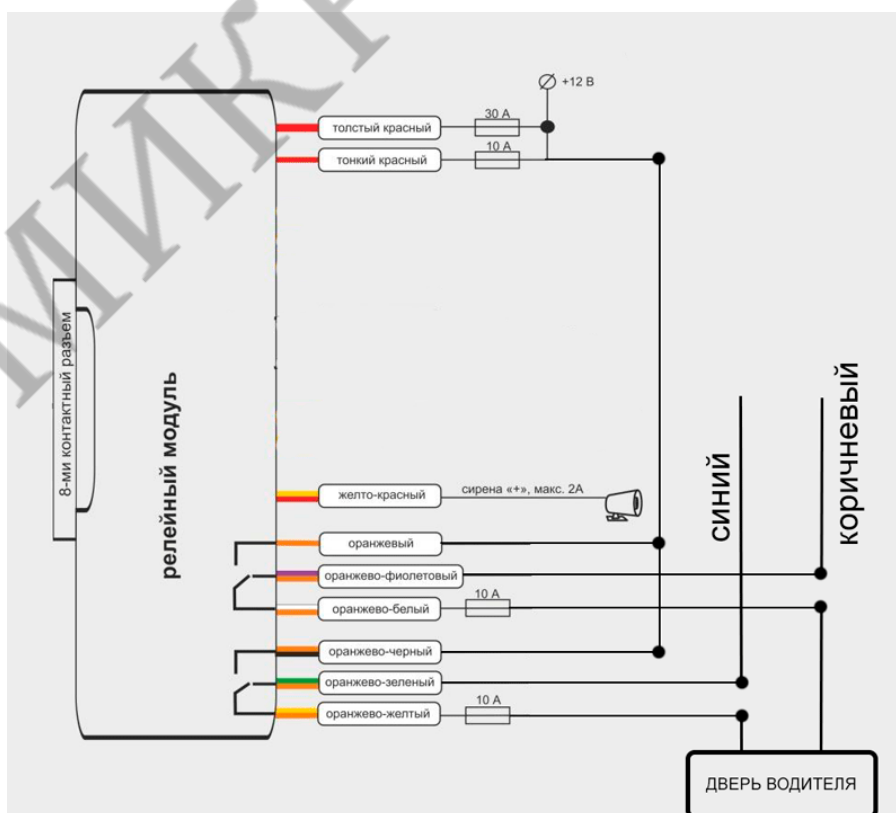 МИКР
+12 В
30 А
толстый красный
10 А
тонкий красный
8-ми контактный разъем
релейный модуль
желто-красный
сирена «+», макс. 2А
оранжевый
оранжево-фиолетовый
10 А
оранжево-белый
оранжево-черный
оранжево-зеленый
10 А
оранжево-желтый
синий
коричневый
ДВЕРЬ ВОДИТЕЛЯ